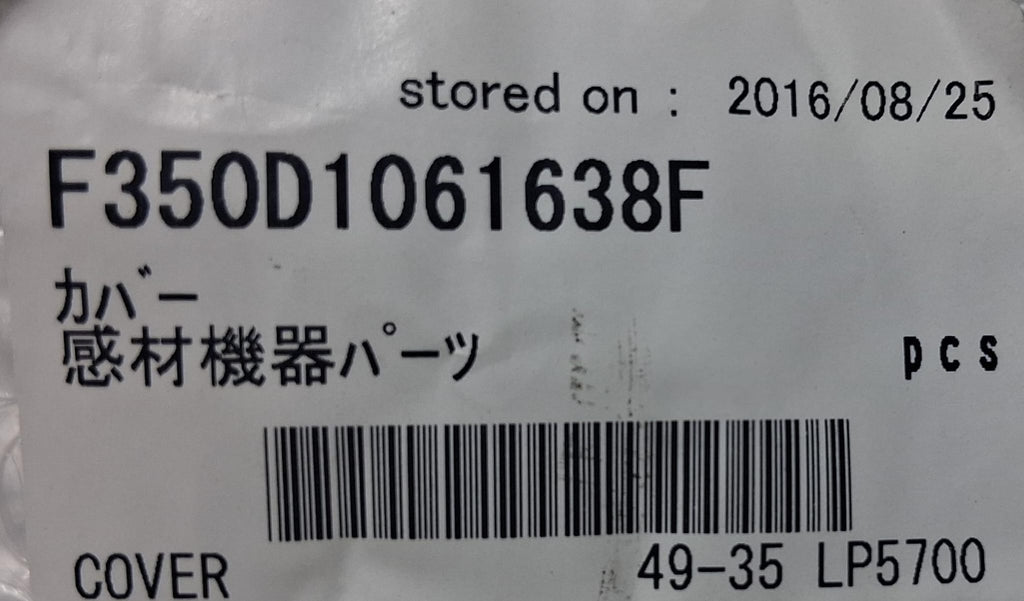 stored on : 2016/08/25
F350D1061638F
ｶﾊﾞｰ
感材機器ﾊﾟｰﾂ pcs
COVER 49-35 LP5700